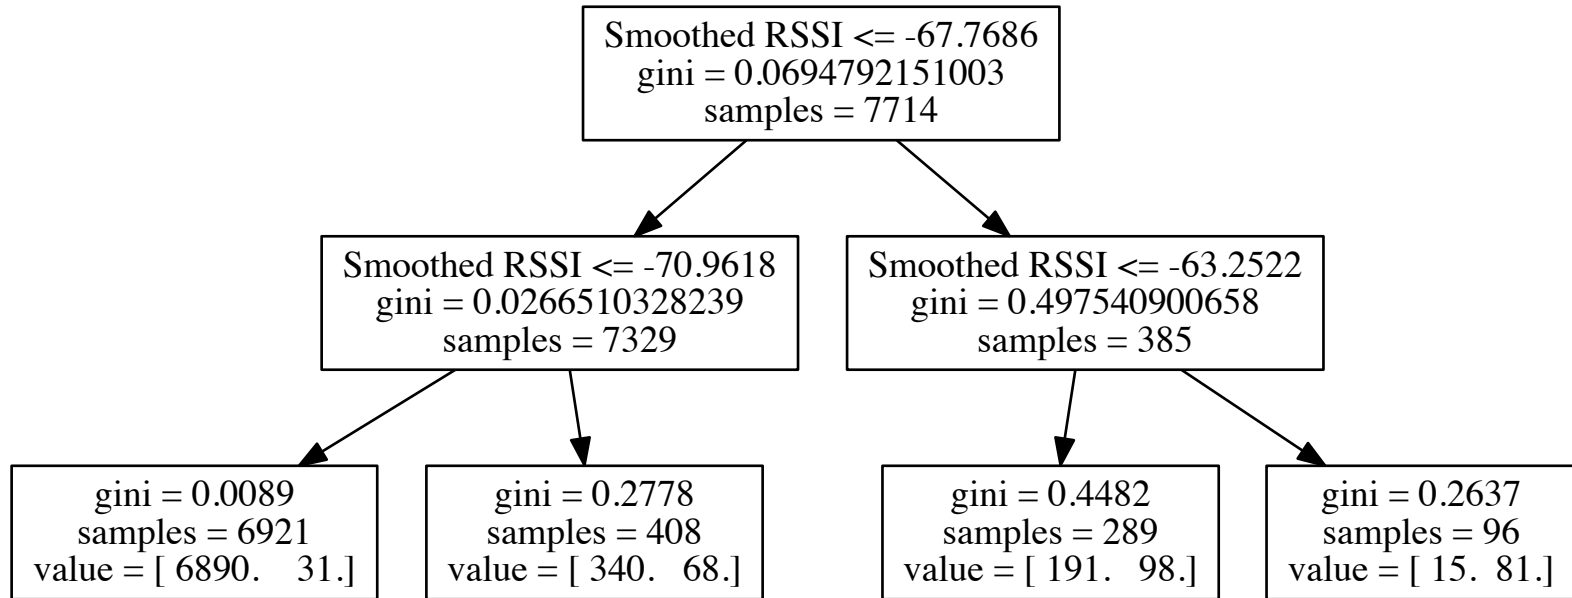 Smoothed RSSI <= -67.7686
gini = 0.0694792151003
samples = 7714
Smoothed RSSI <= -70.9618
gini = 0.0266510328239
samples = 7329
Smoothed RSSI <= -63.2522
gini = 0.497540900658
samples = 385
gini = 0.0089
samples = 6921
value = [ 6890.    31.]
gini = 0.2778
samples = 408
value = [ 340.   68.]
gini = 0.4482
samples = 289
value = [ 191.   98.]
gini = 0.2637
samples = 96
value = [ 15.  81.]